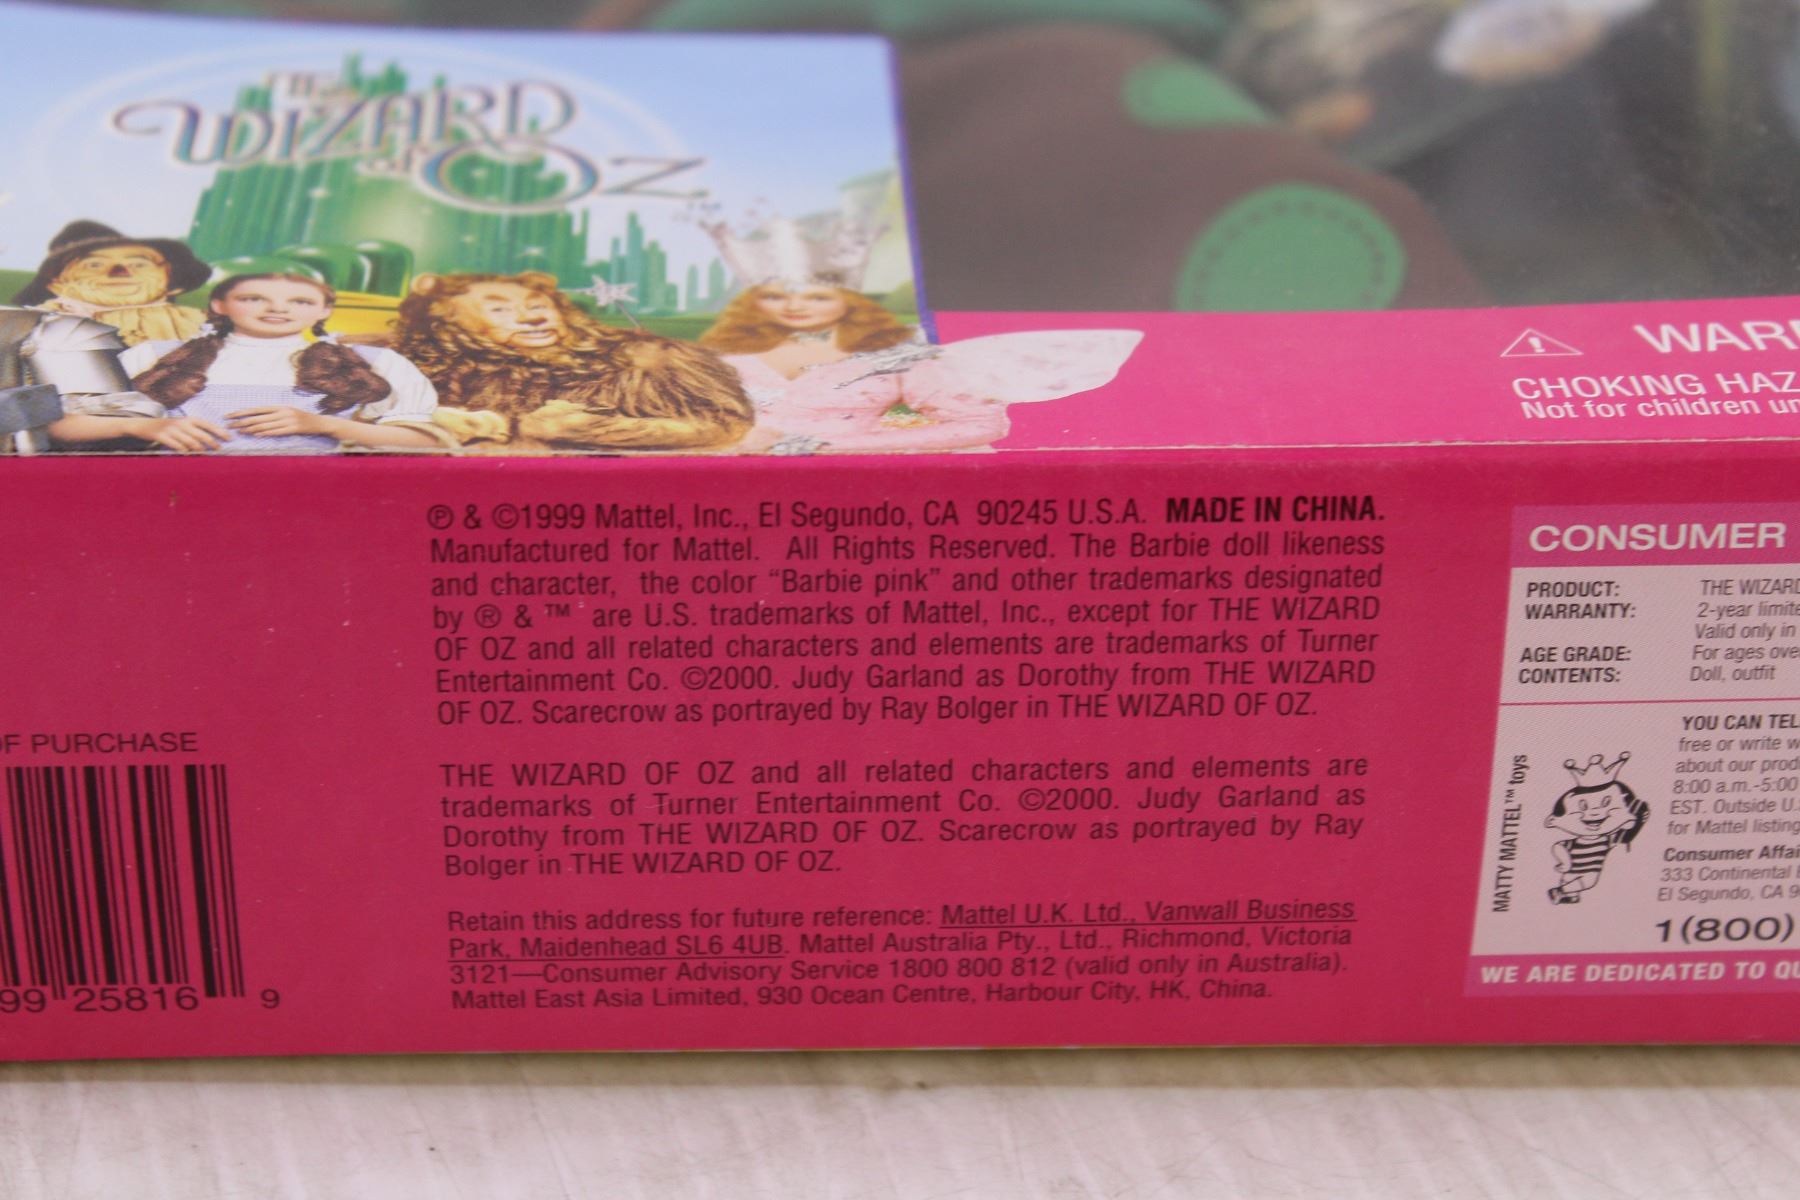 THE
WIZARD
of OZ
WARN
CHOKING HAZ
Not for children un
℗ & ©1999 Mattel, Inc., El Segundo, CA 90245 U.S.A. MADE IN CHINA.
Manufactured for Mattel. All Rights Reserved. The Barbie doll likeness
and character, the color “Barbie pink” and other trademarks designated
by ® & ™ are U.S. trademarks of Mattel, Inc., except for THE WIZARD
OF OZ and all related characters and elements are trademarks of Turner
Entertainment Co. ©2000. Judy Garland as Dorothy from THE WIZARD
OF OZ. Scarecrow as portrayed by Ray Bolger in THE WIZARD OF OZ.
THE WIZARD OF OZ and all related characters and elements are
trademarks of Turner Entertainment Co. ©2000. Judy Garland as
Dorothy from THE WIZARD OF OZ. Scarecrow as portrayed by Ray
Bolger in THE WIZARD OF OZ.
Retain this address for future reference: Mattel U.K. Ltd., Vanwall Business
Park, Maidenhead SL6 4UB. Mattel Australia Pty., Ltd., Richmond, Victoria
3121—Consumer Advisory Service 1800 800 812 (valid only in Australia).
Mattel East Asia Limited, 930 Ocean Centre, Harbour City, HK, China.
OF PURCHASE
99 25816 9
CONSUMER
PRODUCT: THE WIZARD
WARRANTY: 2-year limite
Valid only in
AGE GRADE: For ages ove
CONTENTS: Doll, outfit
MATTY MATTEL™ toys
YOU CAN TEL
free or write w
about our prod
8:00 a.m.-5:00
EST. Outside U.
for Mattel listing
Consumer Affai
333 Continental
El Segundo, CA 9
1(800)
WE ARE DEDICATED TO QU